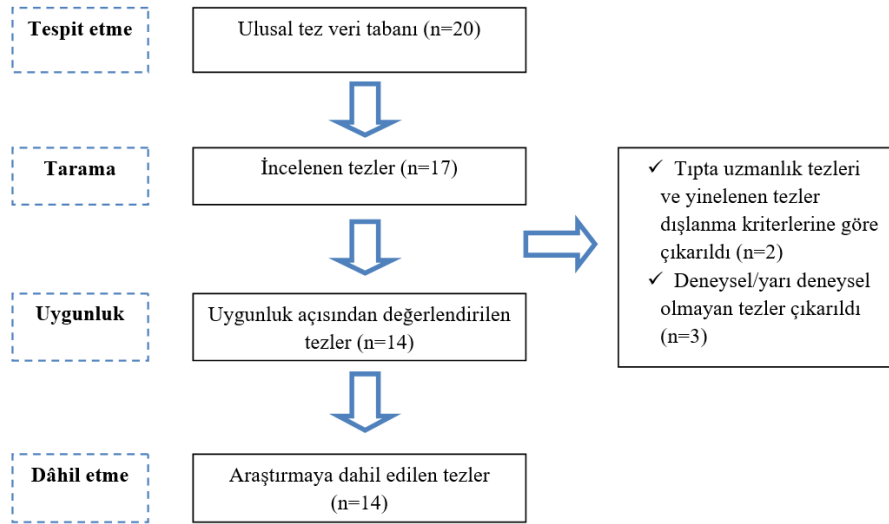 Tespit etme
Ulusal tez veri tabanı (n=20)
Tarama
İncelenen tezler (n=17)
✓ Tıpta uzmanlık tezleri
ve yinelenen tezler
dışlanma kriterlerine göre
çıkarıldı (n=2)
✓ Deneysel/yarı deneysel
olmayan tezler çıkarıldı
(n=3)
Uygunluk
Uygunluk açısından değerlendirilen
tezler (n=14)
Dâhil etme
Araştırmaya dahil edilen tezler
(n=14)